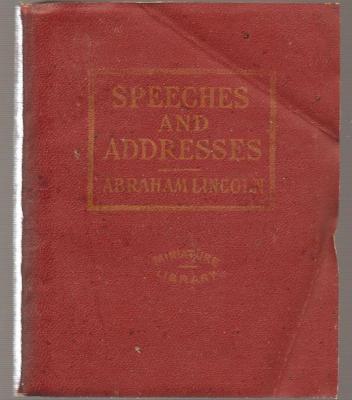 SPEECHES
AND
ADDRESSES
ABRAHAM LINCOLN
MINIATURE
LIBRARY